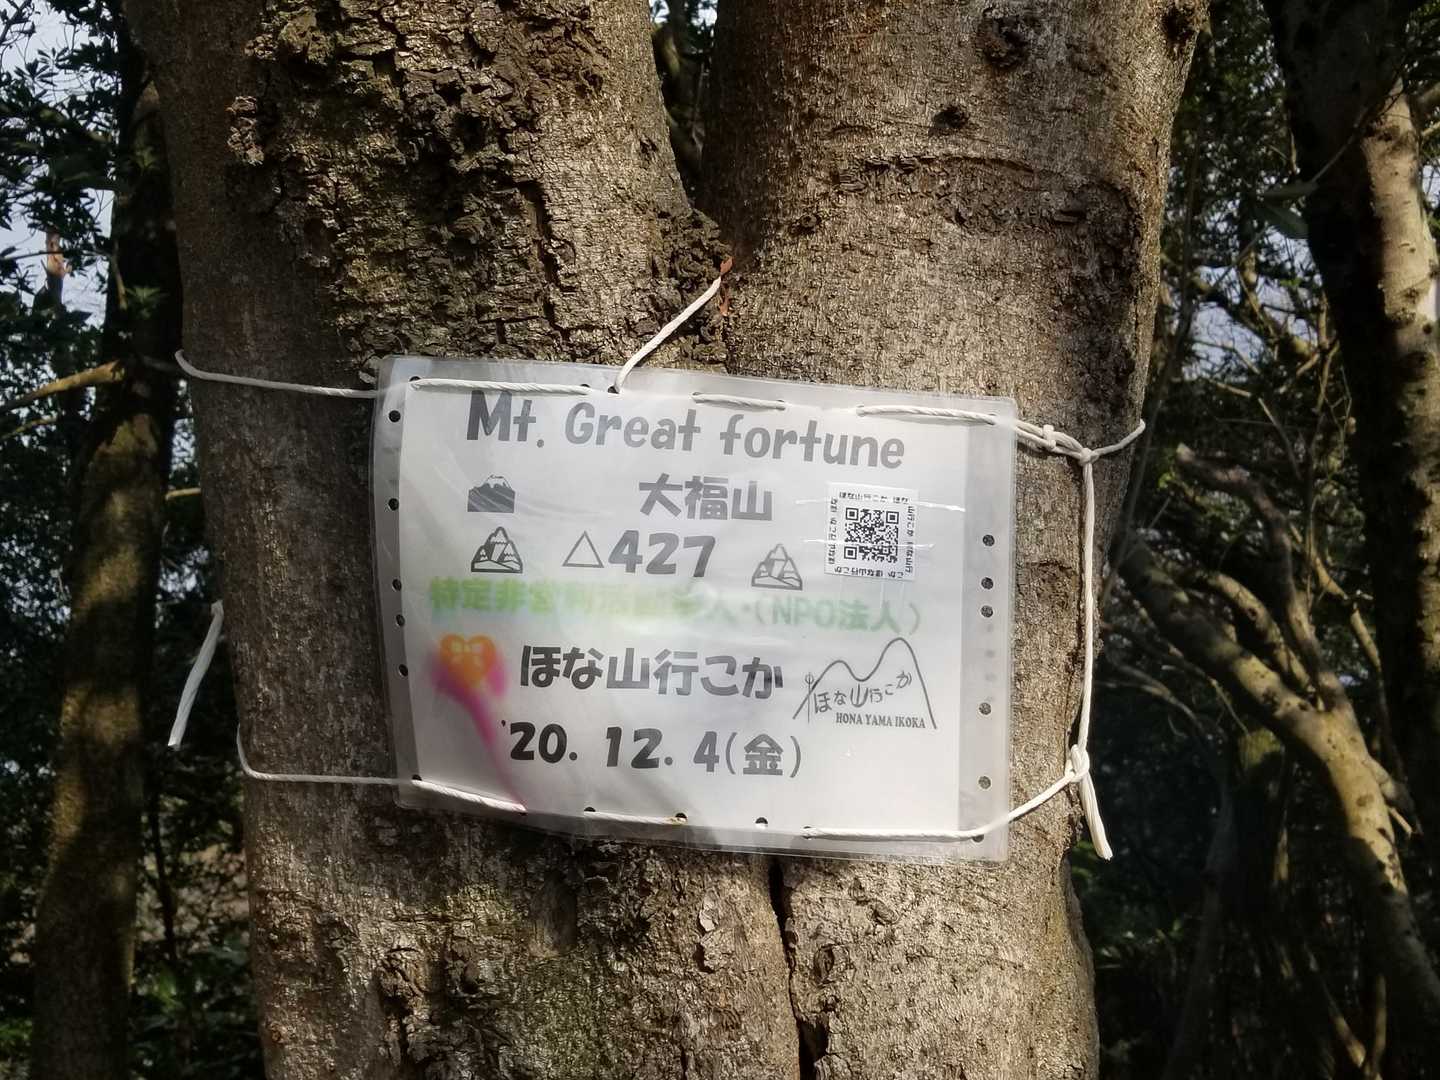 Mt. Great fortune
大福山
△427
特定非営利活動法人・(NPO法人)
ほな山行こか
ほな山行こか
HONA YAMA IKOKA
'20. 12. 4(金)